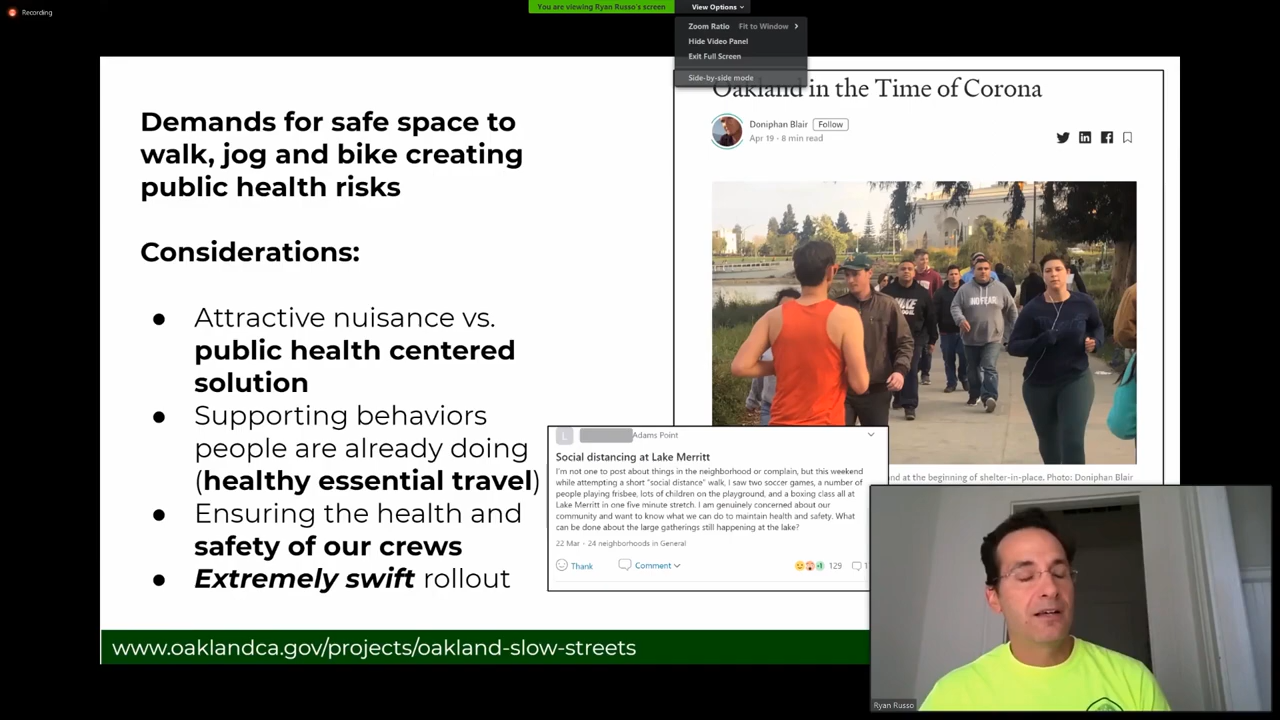 Recording
You are viewing Ryan Russo's screen
View Options
Zoom Ratio Fit to Window
Hide Video Panel
Exit Full Screen
Side-by-side mode
Demands for safe space to
walk, jog and bike creating
public health risks
Considerations:
● Attractive nuisance vs.
public health centered
solution
● Supporting behaviors
people are already doing
(healthy essential travel)
● Ensuring the health and
safety of our crews
● Extremely swift rollout
Oakland in the Time of Corona
Doniphan Blair Follow
Apr 19 · 8 min read
NO FEAR
nd at the beginning of shelter-in-place. Photo: Doniphan Blair
L Adams Point
Social distancing at Lake Merritt
I'm not one to post about things in the neighborhood or complain, but this weekend
while attempting a short "social distance" walk, I saw two soccer games, a number of
people playing frisbee, lots of children on the playground, and a boxing class all at
Lake Merritt in one five minute stretch. I am genuinely concerned about our
community and want to know what we can do to maintain health and safety. What
can be done about the large gatherings still happening at the lake?
22 Mar · 24 neighborhoods in General
Thank Comment 129 1
www.oaklandca.gov/projects/oakland-slow-streets
Ryan Russo